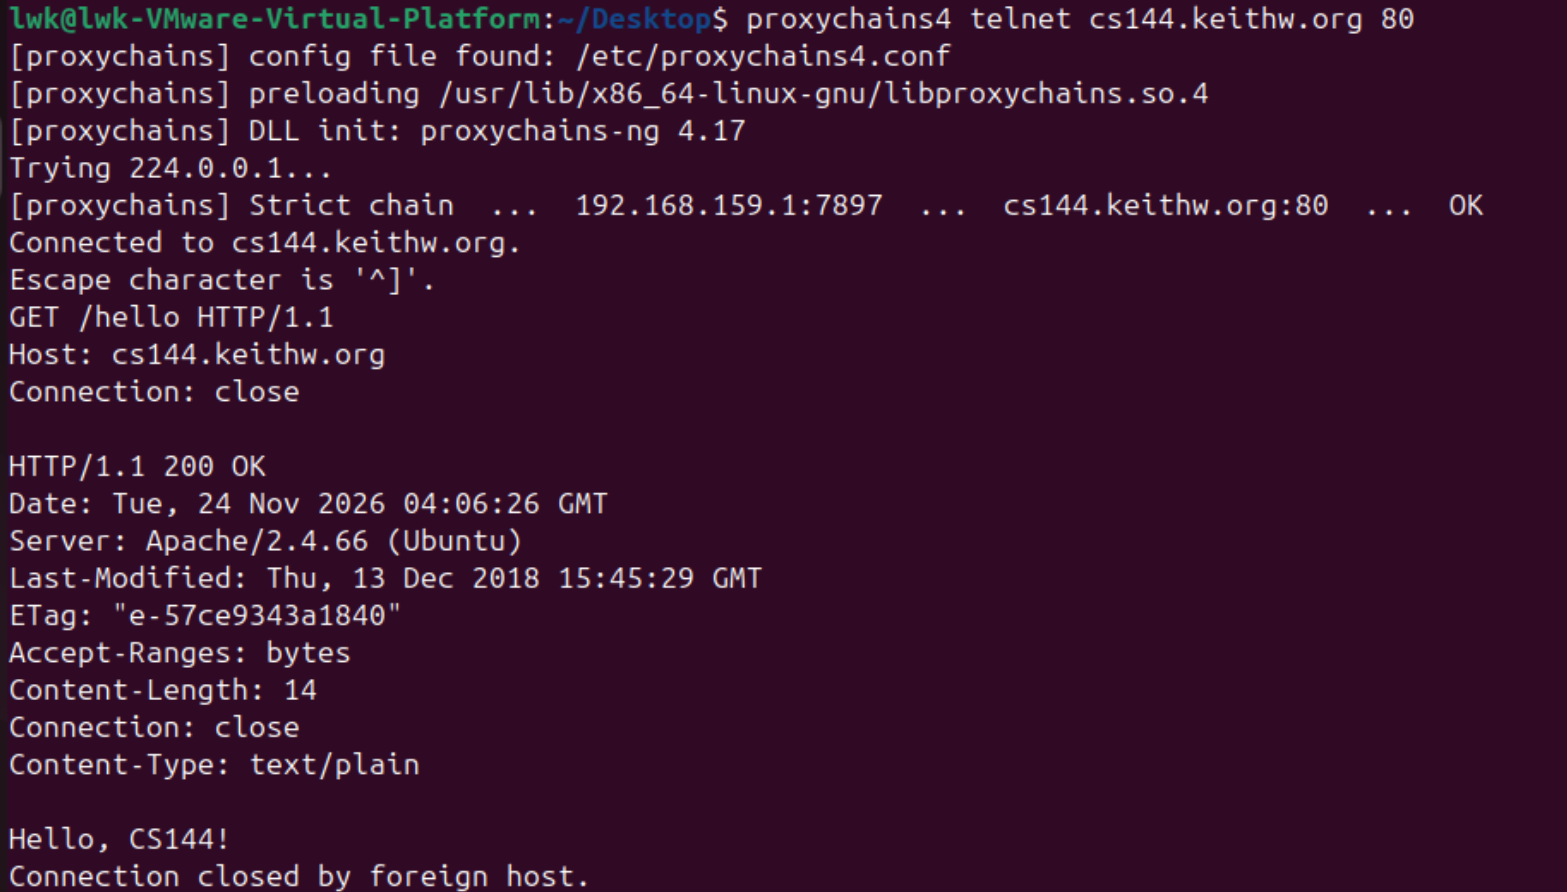 lwk@lwk-VMware-Virtual-Platform:~/Desktop$ proxychains4 telnet cs144.keithw.org 80
[proxychains] config file found: /etc/proxychains4.conf
[proxychains] preloading /usr/lib/x86_64-linux-gnu/libproxychains.so.4
[proxychains] DLL init: proxychains-ng 4.17
Trying 224.0.0.1...
[proxychains] Strict chain  ...  192.168.159.1:7897  ...  cs144.keithw.org:80  ...  OK
Connected to cs144.keithw.org.
Escape character is '^]'.
GET /hello HTTP/1.1
Host: cs144.keithw.org
Connection: close

HTTP/1.1 200 OK
Date: Tue, 24 Nov 2026 04:06:26 GMT
Server: Apache/2.4.66 (Ubuntu)
Last-Modified: Thu, 13 Dec 2018 15:45:29 GMT
ETag: "e-57ce9343a1840"
Accept-Ranges: bytes
Content-Length: 14
Connection: close
Content-Type: text/plain

Hello, CS144!
Connection closed by foreign host.